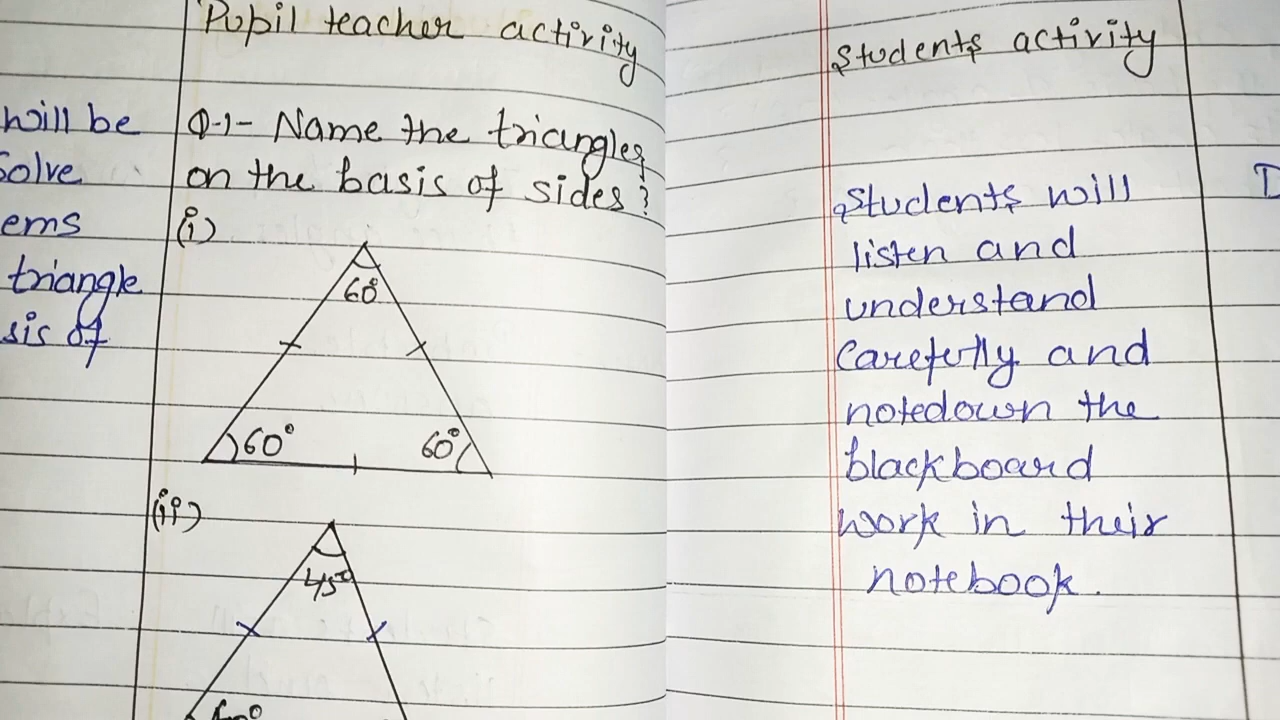 Pupil teacher activity
will be
Solve
ems
triangle
sis of
Q.1- Name the triangles
on the basis of sides?
(i)
60°
60°
60°
(ii)
45°
Students activity
Students will
listen and
understand
carefully and
notedown the
blackboard
work in their
notebook.